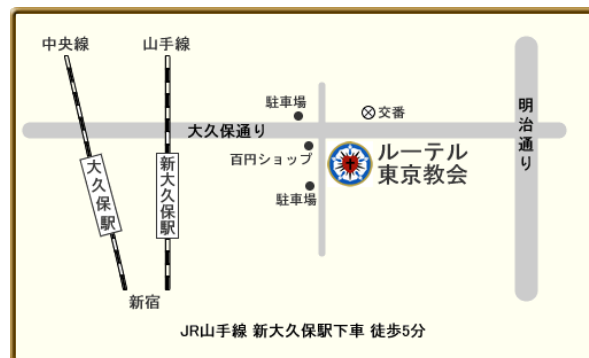 中央線
山手線
駐車場
交番
大久保通り
明治通り
百円ショップ
ルーテル
東京教会
大久保駅
新大久保駅
駐車場
新宿
JR山手線 新大久保駅下車 徒歩5分